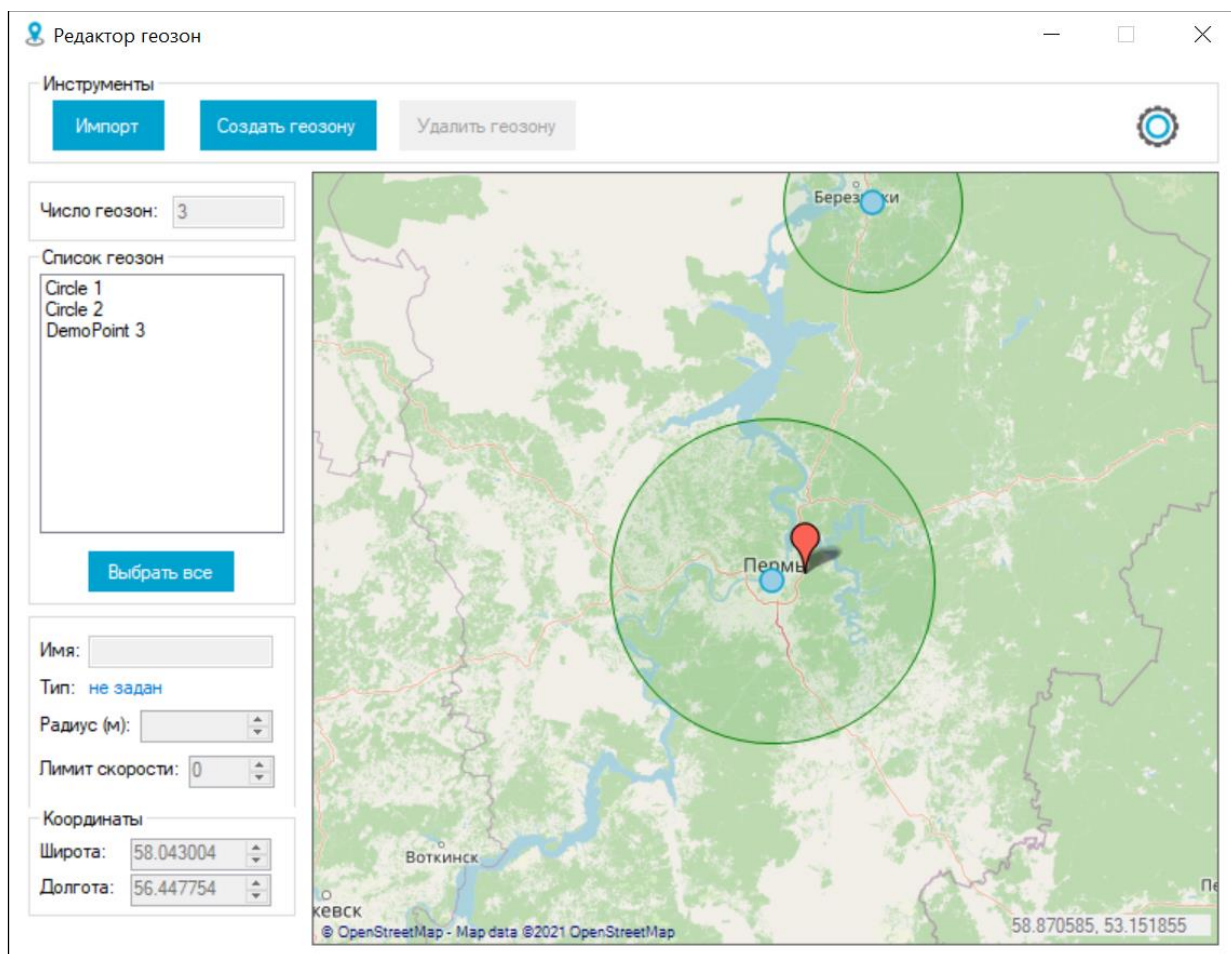 Редактор геозон
Инструменты
Импорт
Создать геозону
Удалить геозону
Число геозон: 3
Список геозон
Circle 1
Circle 2
DemoPoint 3
Выбрать все
Имя:
Тип: не задан
Радиус (м):
Лимит скорости: 0
Координаты
Широта: 58.043004
Долгота: 56.447754
Пермь
Воткинск
© OpenStreetMap - Map data ©2021 OpenStreetMap
58.870585, 53.151855